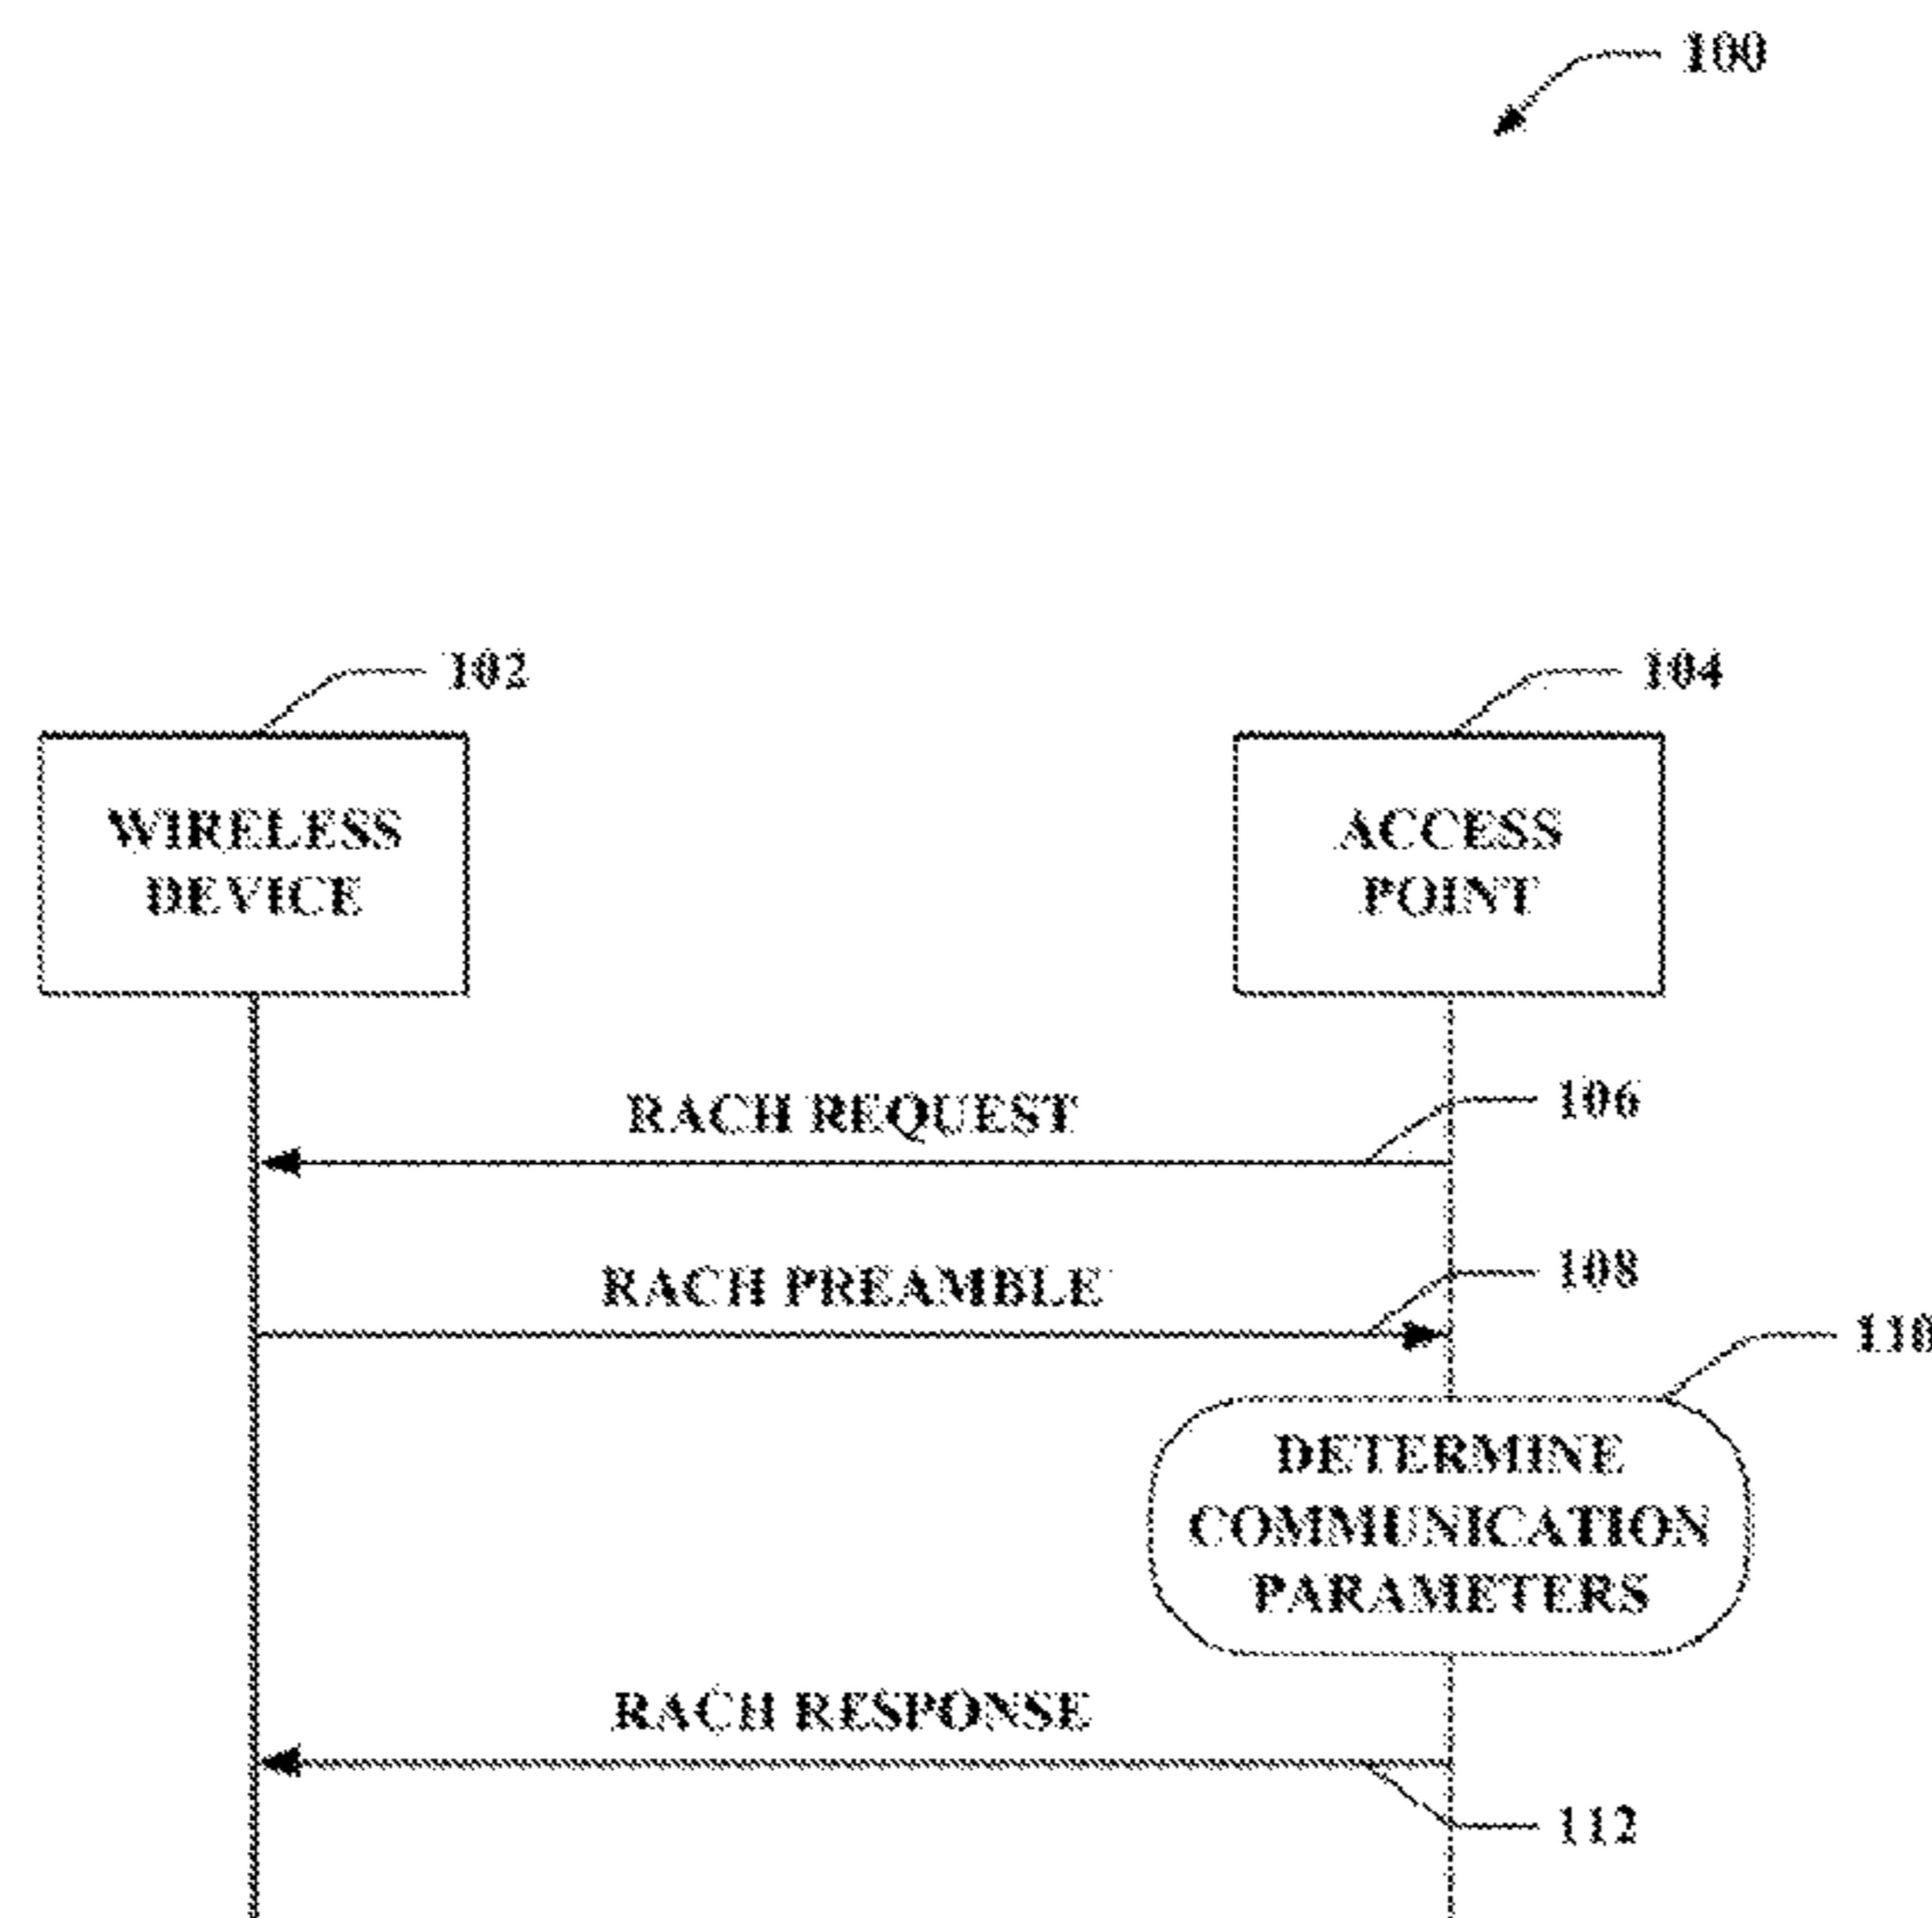 100
102
104
WIRELESS
DEVICE
ACCESS
POINT
RACH REQUEST
106
RACH PREAMBLE
108
110
DETERMINE
COMMUNICATION
PARAMETERS
RACH RESPONSE
112